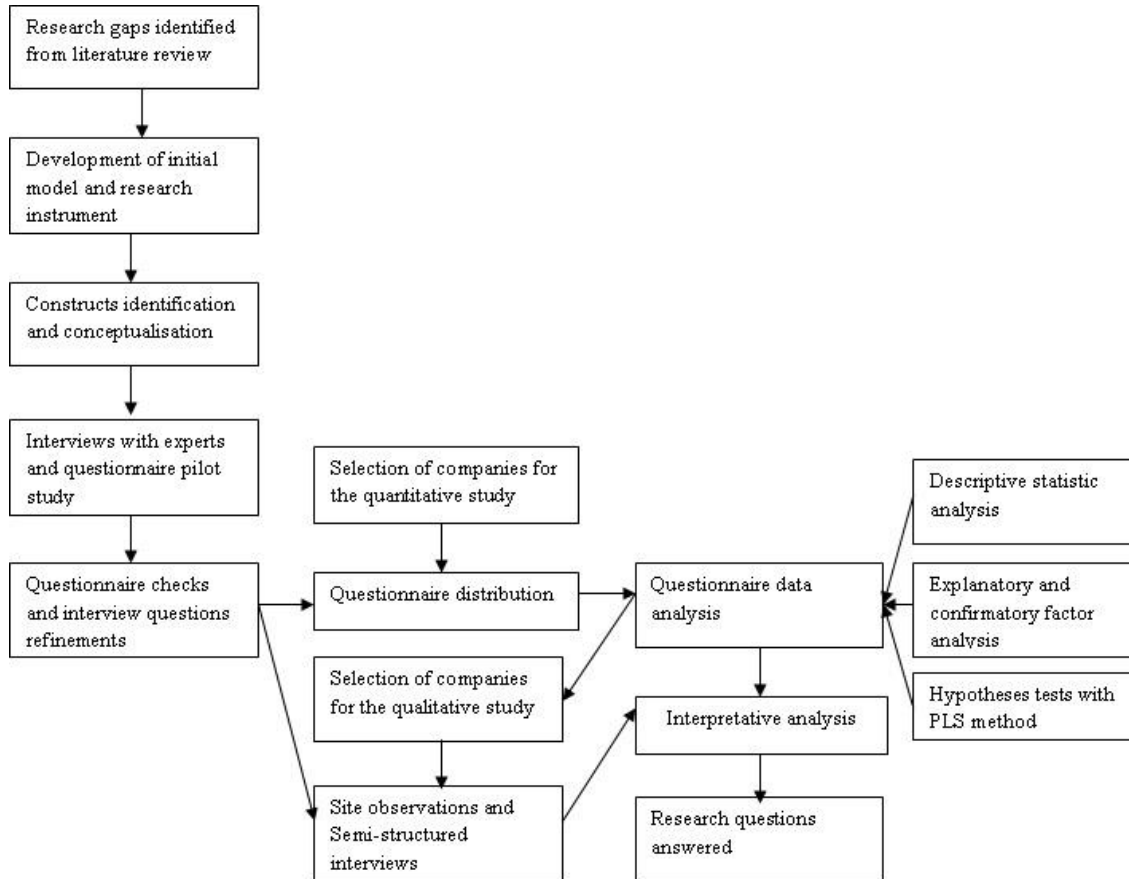 Research gaps identified
from literature review
Development of initial
model and research
instrument
Constructs identification
and conceptualisation
Interviews with experts
and questionnaire pilot
study
Questionnaire checks
and interview questions
refinements
Selection of companies for
the quantitative study
Questionnaire distribution
Selection of companies
for the qualitative study
Site observations and
Semi-structured
interviews
Questionnaire data
analysis
Interpretative analysis
Research questions
answered
Descriptive statistic
analysis
Explanatory and
confirmatory factor
analysis
Hypotheses tests with
PLS method